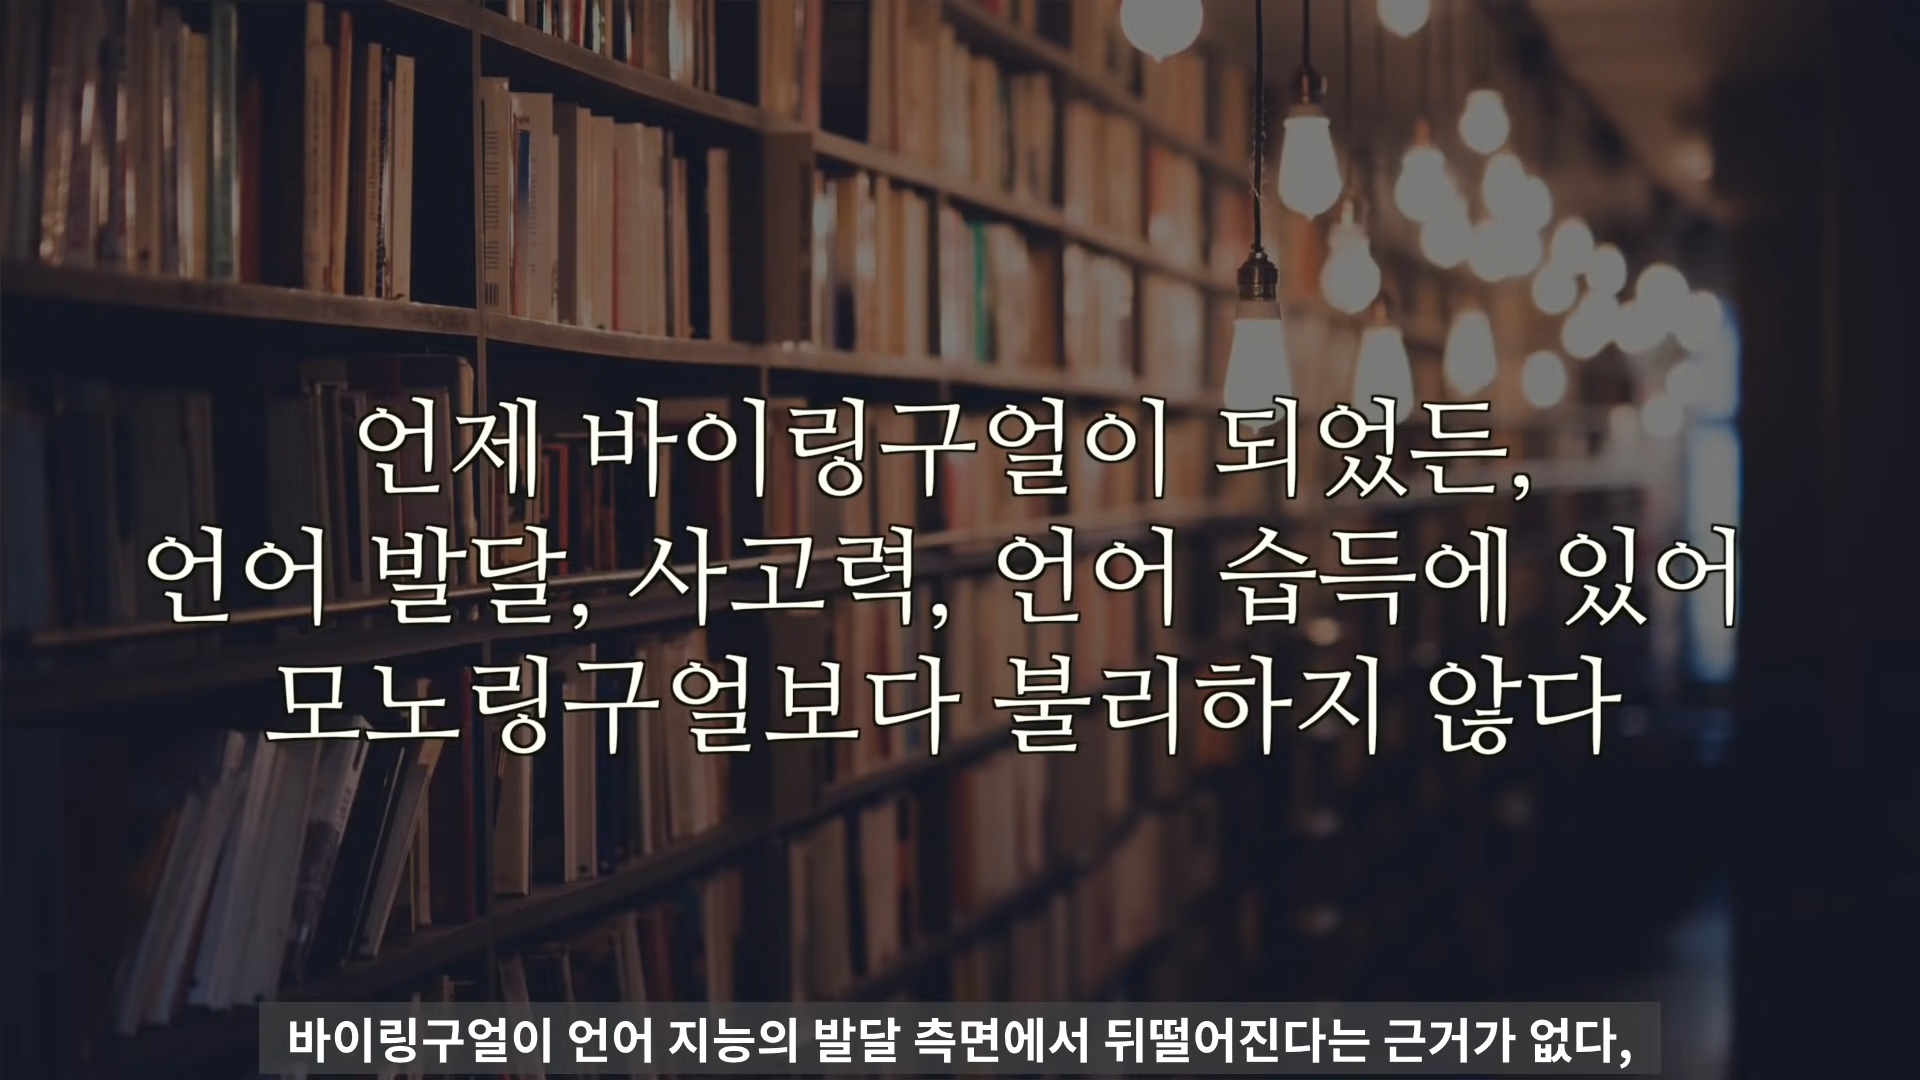 언제 바이링구얼이 되었든,
언어 발달, 사고력, 언어 습득에 있어
모노링구얼보다 불리하지 않다
바이링구얼이 언어 지능의 발달 측면에서 뒤떨어진다는 근거가 없다,